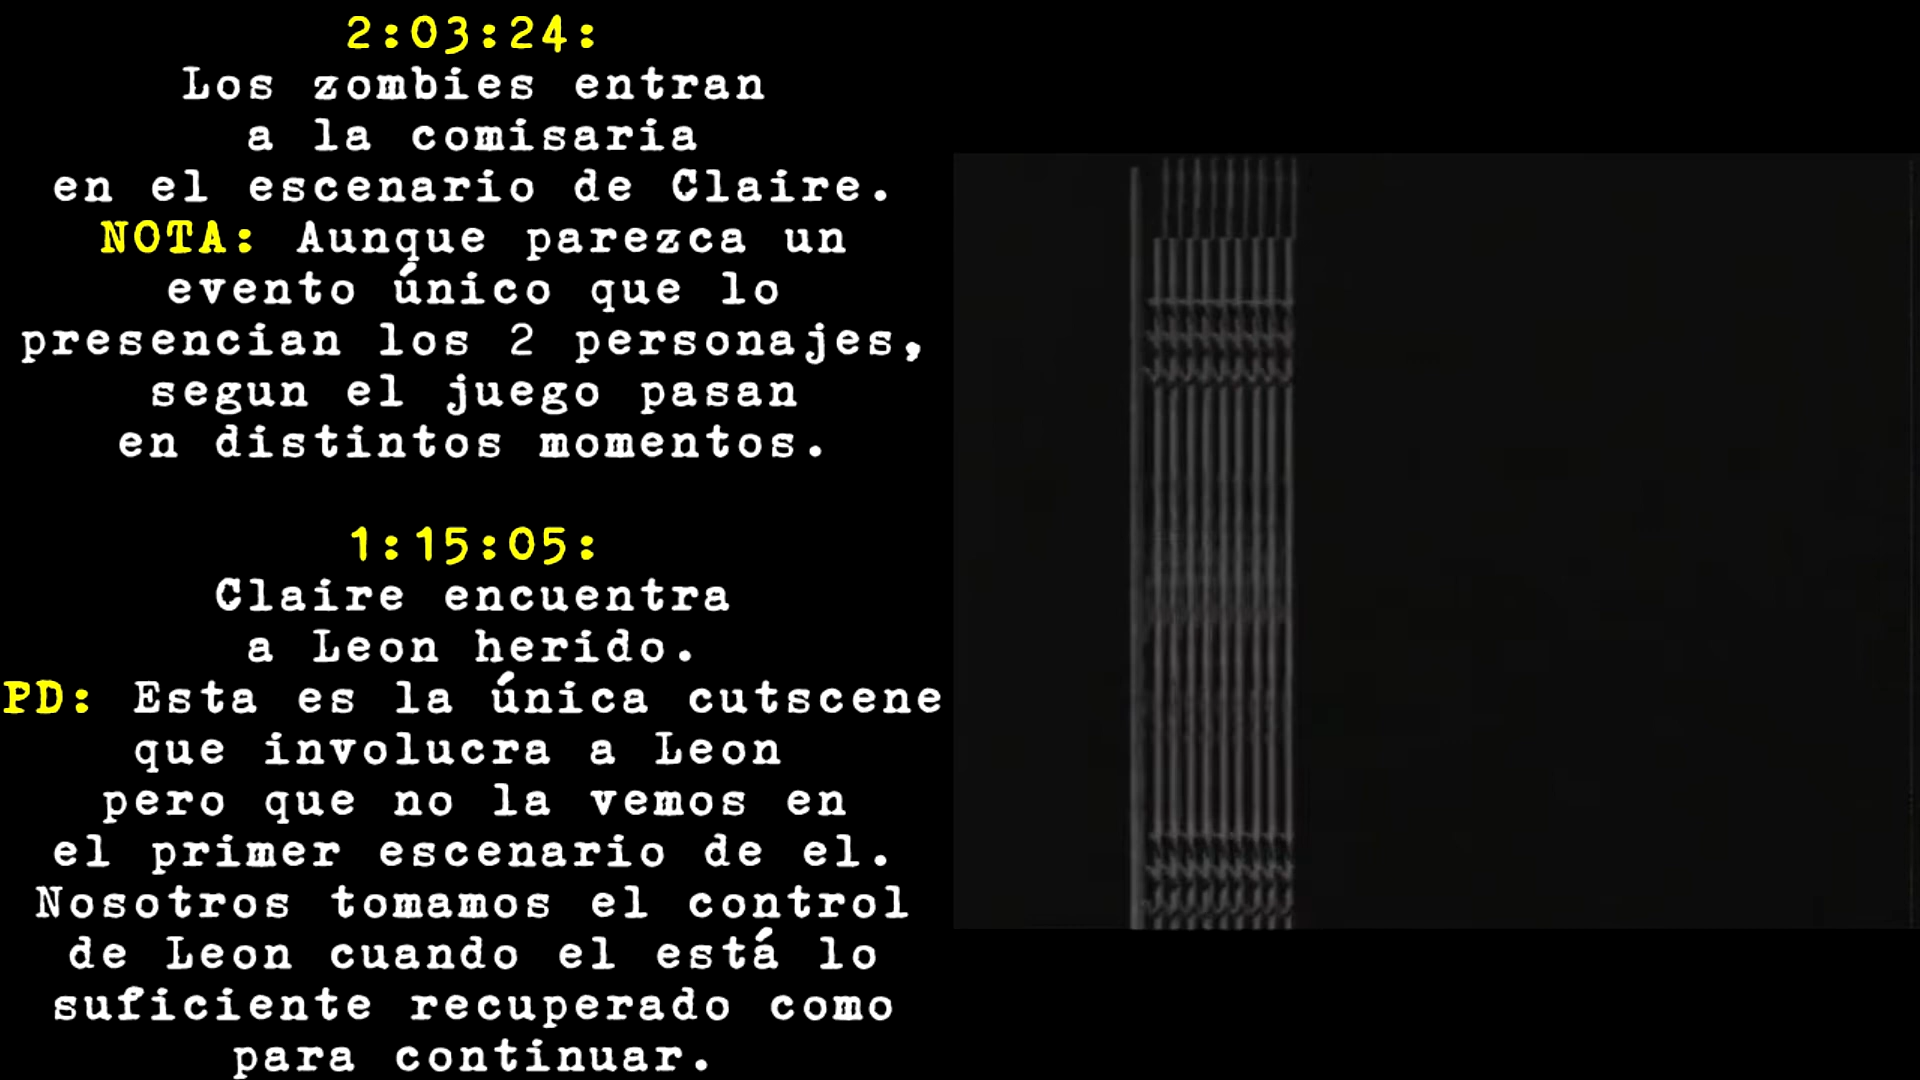 2:03:24:
Los zombies entran
a la comisaria
en el escenario de Claire.
NOTA: Aunque parezca un
evento único que lo
presencian los 2 personajes,
segun el juego pasan
en distintos momentos.
1:15:05:
Claire encuentra
a Leon herido.
PD: Esta es la única cutscene
que involucra a Leon
pero que no la vemos en
el primer escenario de el.
Nosotros tomamos el control
de Leon cuando el está lo
suficiente recuperado como
para continuar.